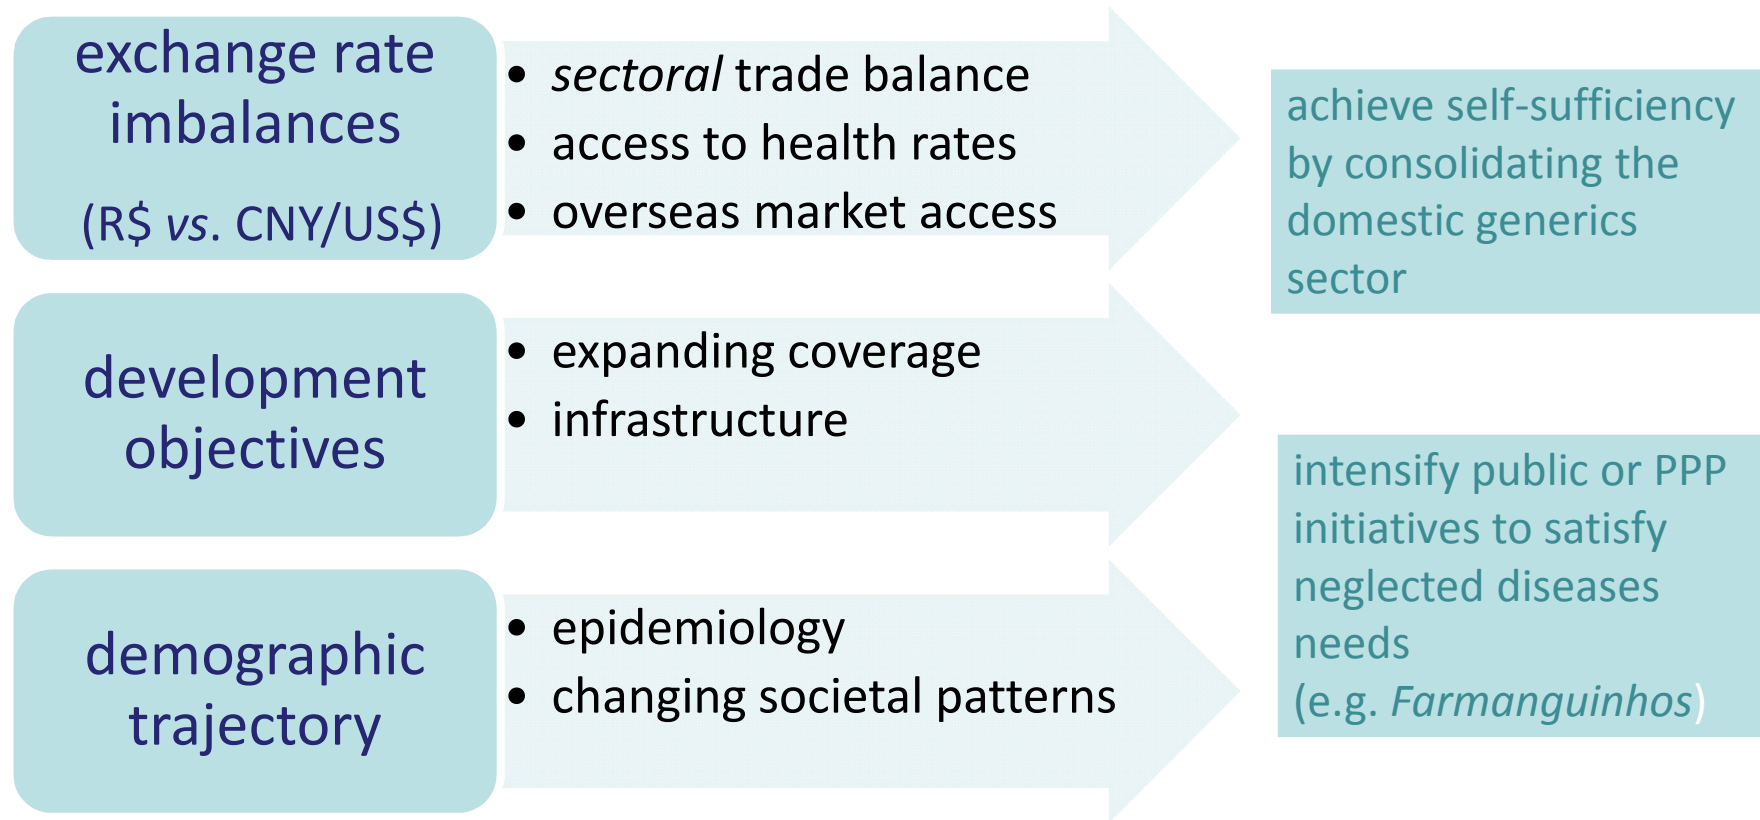 exchange rate
imbalances
(R$ vs. CNY/US$)
• sectoral trade balance
• access to health rates
• overseas market access
achieve self-sufficiency
by consolidating the
domestic generics
sector
development
objectives
• expanding coverage
• infrastructure
intensify public or PPP
initiatives to satisfy
neglected diseases
needs
(e.g. Farmanguinhos)
demographic
trajectory
• epidemiology
• changing societal patterns